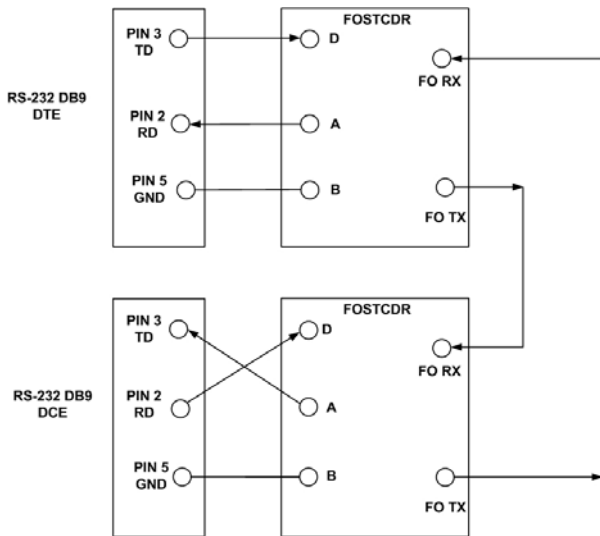 FOSTCDR
PIN 3
TD
D
RS-232 DB9
DTE
FO RX
PIN 2
RD
A
PIN 5
GND
B
FO TX
FOSTCDR
PIN 3
TD
D
RS-232 DB9
DCE
FO RX
PIN 2
RD
A
PIN 5
GND
B
FO TX